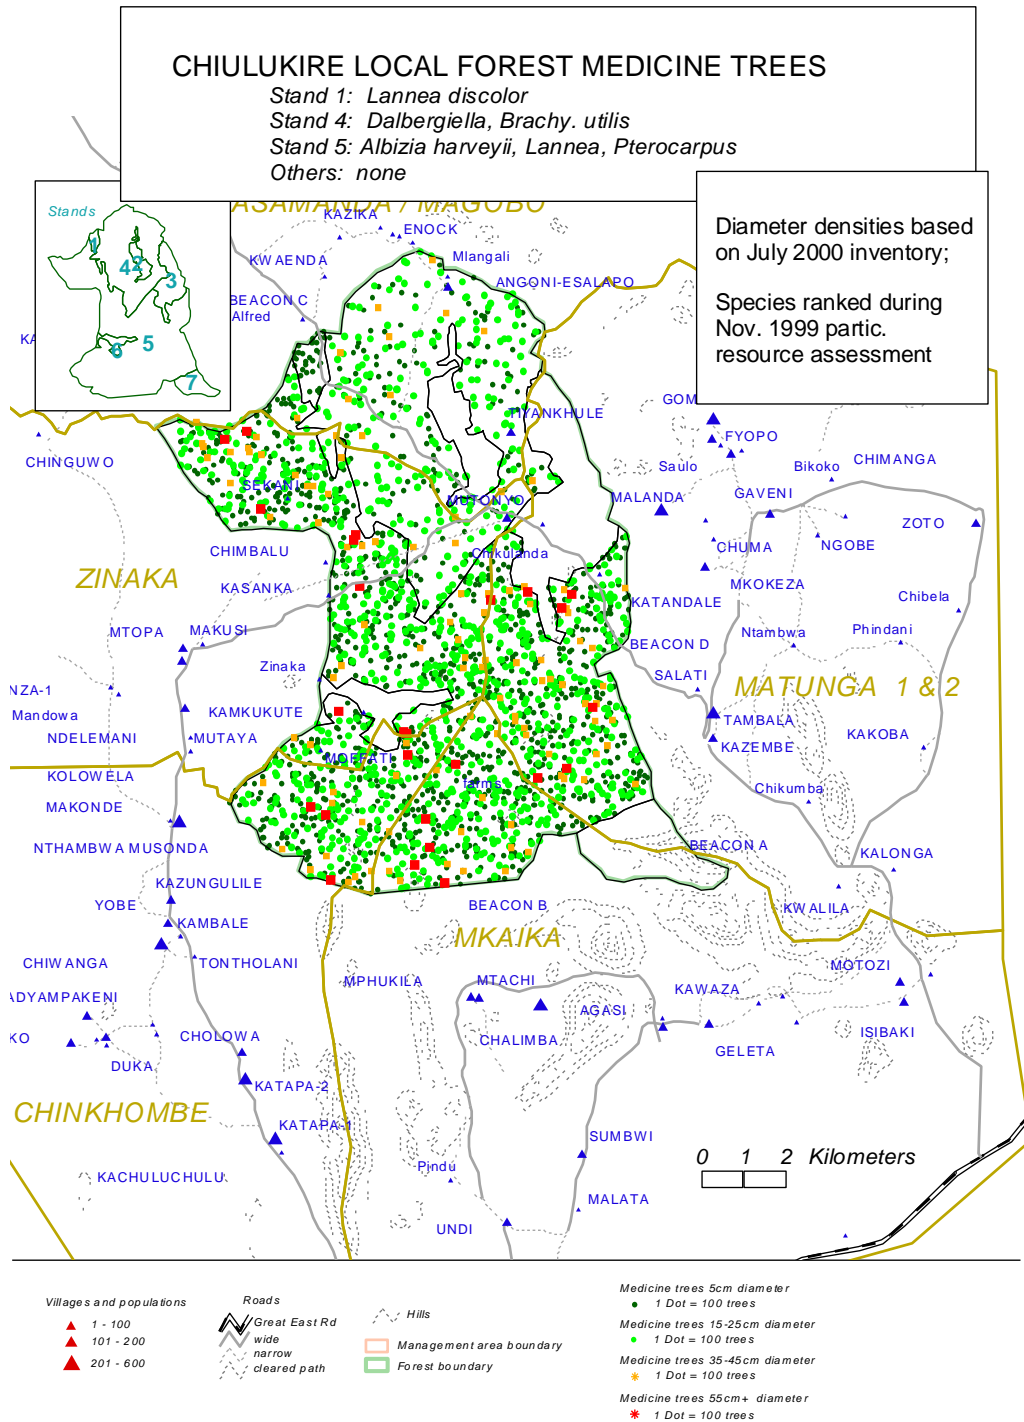 CHIULUKIRE LOCAL FOREST MEDICINE TREES
Stand 1: Lannea discolor
Stand 4: Dalbergiella, Brachy. utilis
Stand 5: Albizia harveyii, Lannea, Pterocarpus
Others: none
Diameter densities based
on July 2000 inventory;
Species ranked during
Nov. 1999 partic.
resource assessment
Stands
1
4
2
3
5
6
7
ASAMANDA / MAGOBO
KAZIKA
ENOCK
KWAENDA
Mlangali
ANGONI-ESALAPO
BEACON C
Alfred
KA
GOM
TIYANKHULE
FYOPO
CHINGUWO
Saulo
Bikoko
CHIMANGA
SEKANI
MALANDA
GAVENI
MUTONYO
ZOTO
CHIMBALU
Chikulanda
CHUMA
NGOBE
ZINAKA
KASANKA
MKOKEZA
KATANDALE
Chibela
MTOPA
MAKUSI
Ntambwa
Phindani
BEACON D
Zinaka
SALATI
NZA-1
MATUNGA 1 & 2
Mandowa
KAMKUKUTE
TAMBALA
NDELEMANI
MUTAYA
KAZEMBE
KAKOBA
MOFFATI
KOLOWELA
farms
Chikumba
MAKONDE
NTHAMBWA MUSONDA
BEACON A
KALONGA
KAZUNGULILE
YOBE
BEACON B
KWALILA
KAMBALE
MKAIKA
CHIWANGA
TONTHOLANI
MOTOZI
MPHUKILA
MTACHI
KAWAZA
ADYAMPAKENI
AGASI
KO
CHOLOWA
CHALIMBA
ISIBAKI
GELETA
DUKA
KATAPA-2
CHINKHOMBE
KATAPA-1
SUMBWI
Pindu
0 1 2 Kilometers
KACHULUCHULU
MALATA
UNDI
Villages and populations
1 - 100
101 - 200
201 - 600
Roads
Great East Rd
wide
narrow
cleared path
Hills
Management area boundary
Forest boundary
Medicine trees 5cm diameter
1 Dot = 100 trees
Medicine trees 15-25cm diameter
1 Dot = 100 trees
Medicine trees 35-45cm diameter
1 Dot = 100 trees
Medicine trees 55cm+ diameter
1 Dot = 100 trees